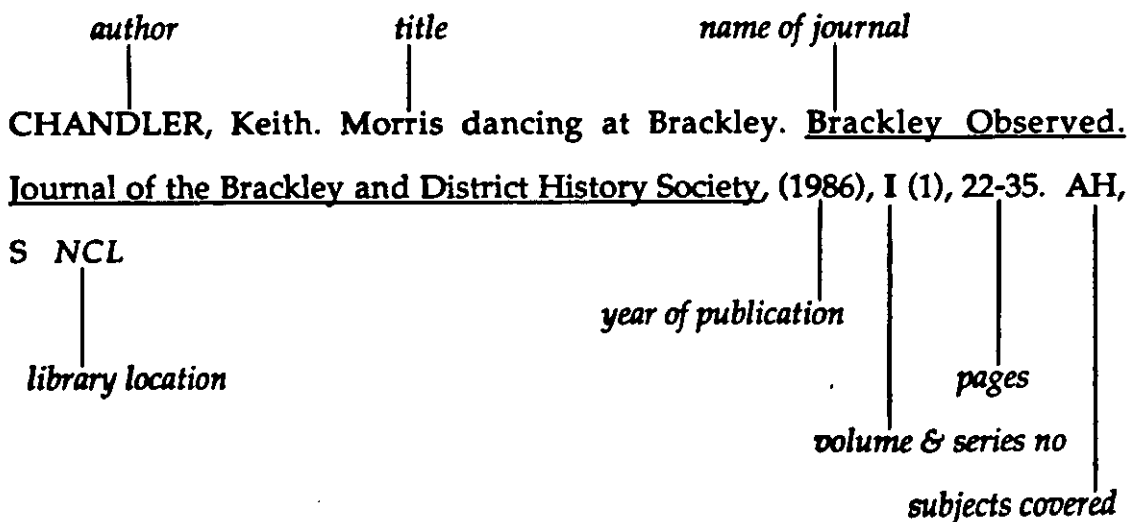 author title name of journal
CHANDLER, Keith. Morris dancing at Brackley. Brackley Observed.
Journal of the Brackley and District History Society, (1986), I (1), 22-35. AH,
S NCL
year of publication
library location
pages
volume & series no
subjects covered